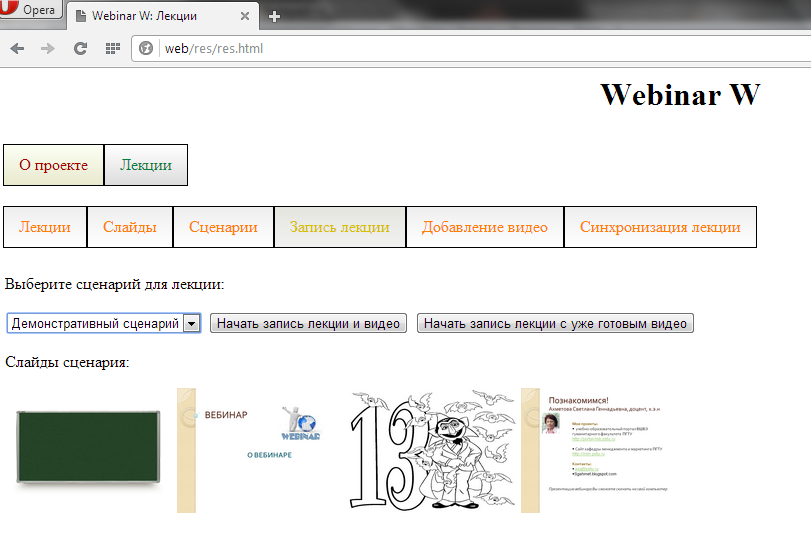 Opera
Webinar W: Лекции
web/res/res.html
Webinar W
О проекте Лекции
Лекции Слайды Сценарии Запись лекции Добавление видео Синхронизация лекции
Выберите сценарий для лекции:
Демонстративный сценарий Начать запись лекции и видео Начать запись лекции с уже готовым видео
Слайды сценария:
ВЕБИНАР
WEBINAR
О ВЕБИНАРЕ
13
Познакомимся!
Ахметова Светлана Геннадьевна, доцент, к.э.н
Мои проекты: